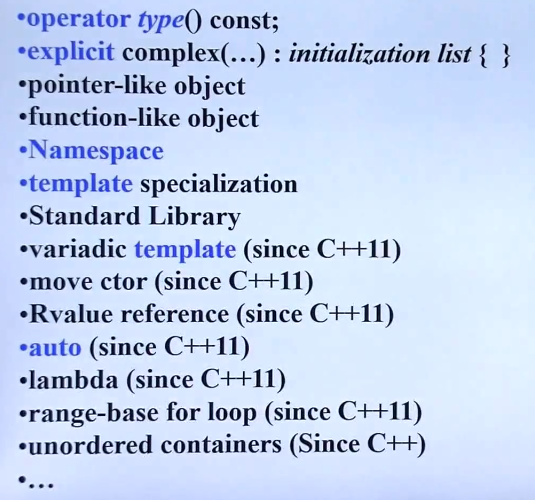 •operator type() const;
•explicit complex(…) : initialization list { }
•pointer-like object
•function-like object
•Namespace
•template specialization
•Standard Library
•variadic template (since C++11)
•move ctor (since C++11)
•Rvalue reference (since C++11)
•auto (since C++11)
•lambda (since C++11)
•range-base for loop (since C++11)
•unordered containers (Since C++)
•…